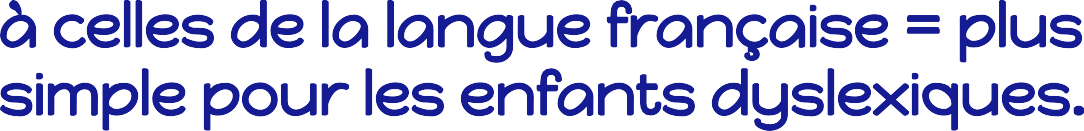 à celles de la langue française = plus
simple pour les enfants dyslexiques.